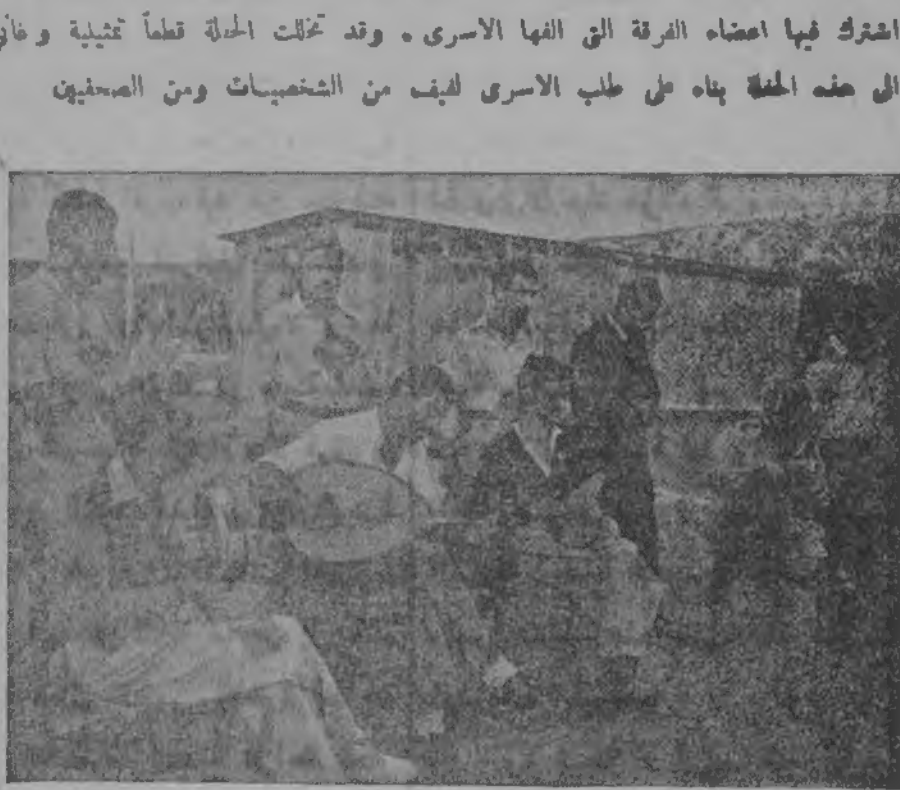 اشترك فيها اعضاء الفرقة التي الفها الاسرى . وقد تخللت الحفلة قطعاً تمثيلية وغنائي
الى هذه الحفلة بناء على طلب الاسرى لفيف من الشخصيات ومن الصحفيين